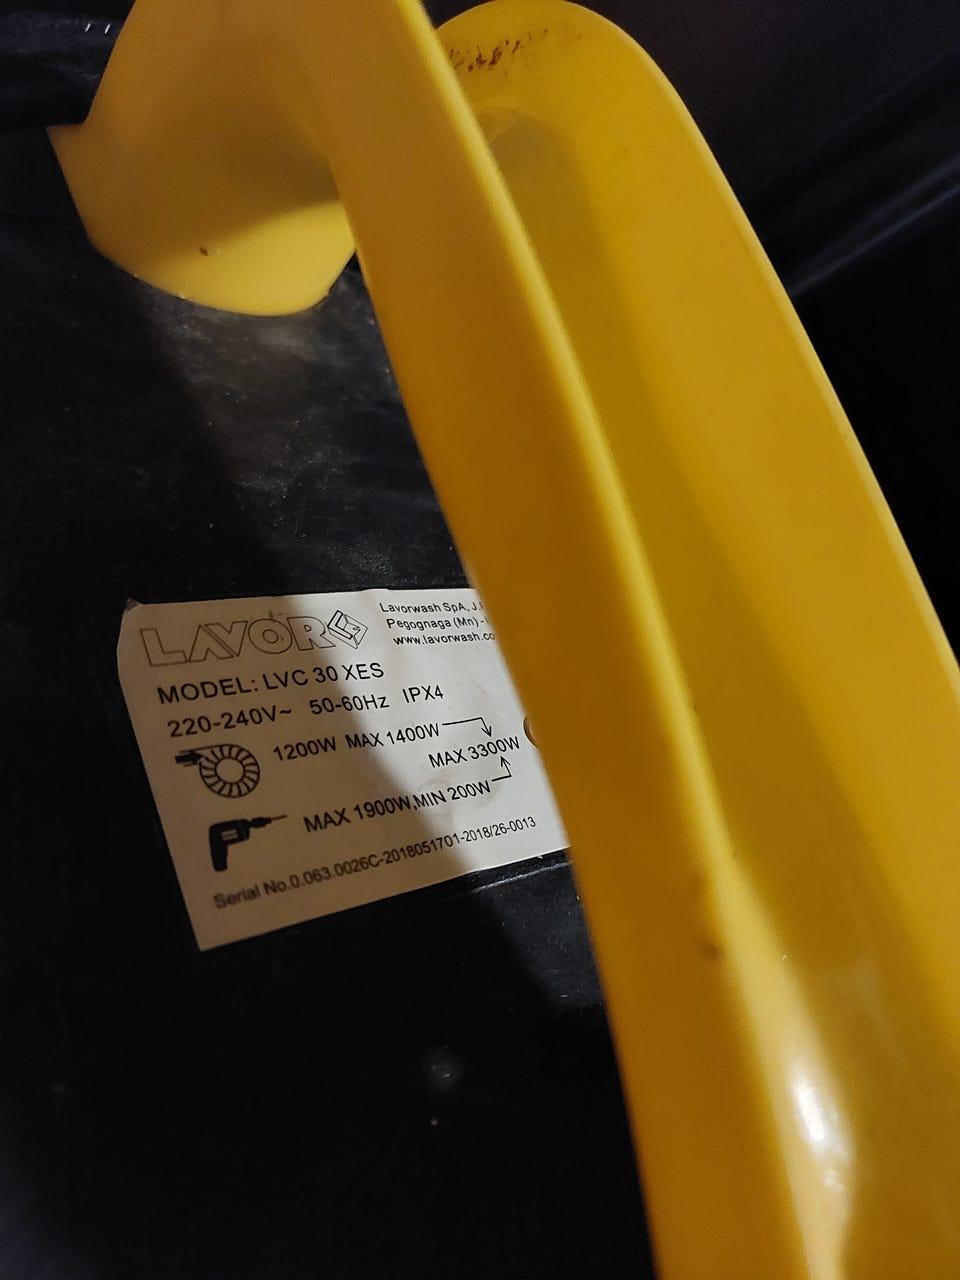 LAVOR
Lavorwash SpA,
Pegognaga (Mn) -
www.lavorwash.co
MODEL: LVC 30 XES
220-240V~ 50-60Hz IPX4
1200W MAX 1400W
MAX 3300W
MAX 1900W,MIN 200W
Serial No.0.063.0026C-2018051701-2018/26-0013